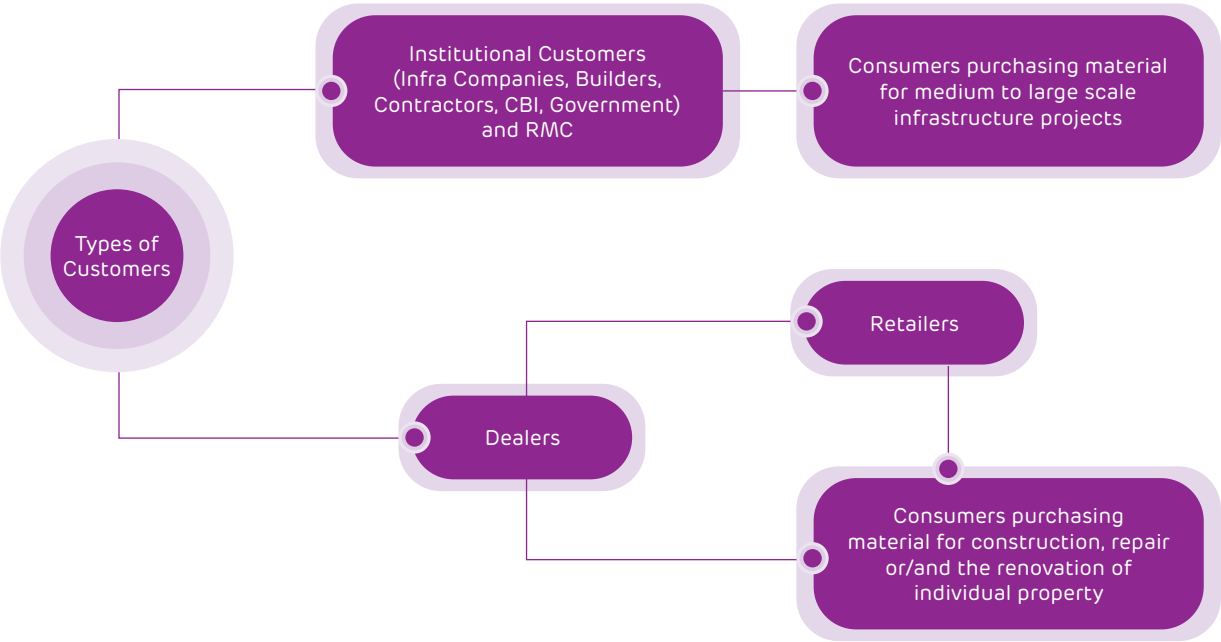 Institutional Customers
(Infra Companies, Builders,
Contractors, CBI, Government)
and RMC
Consumers purchasing material
for medium to large scale
infrastructure projects
Types of
Customers
Retailers
Dealers
Consumers purchasing
material for construction, repair
or/and the renovation of
individual property